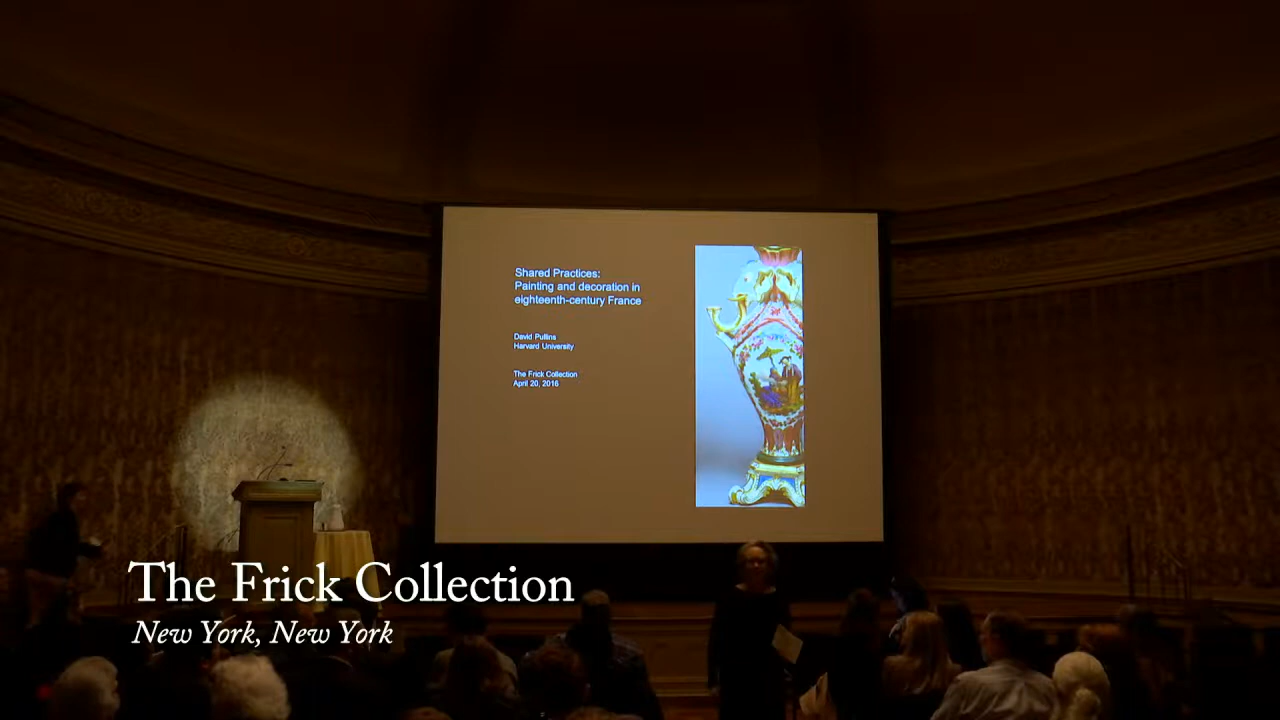 Shared Practices:
Painting and decoration in
eighteenth-century France
David Pullins
Harvard University
The Frick Collection
April 20, 2016
The Frick Collection
New York, New York